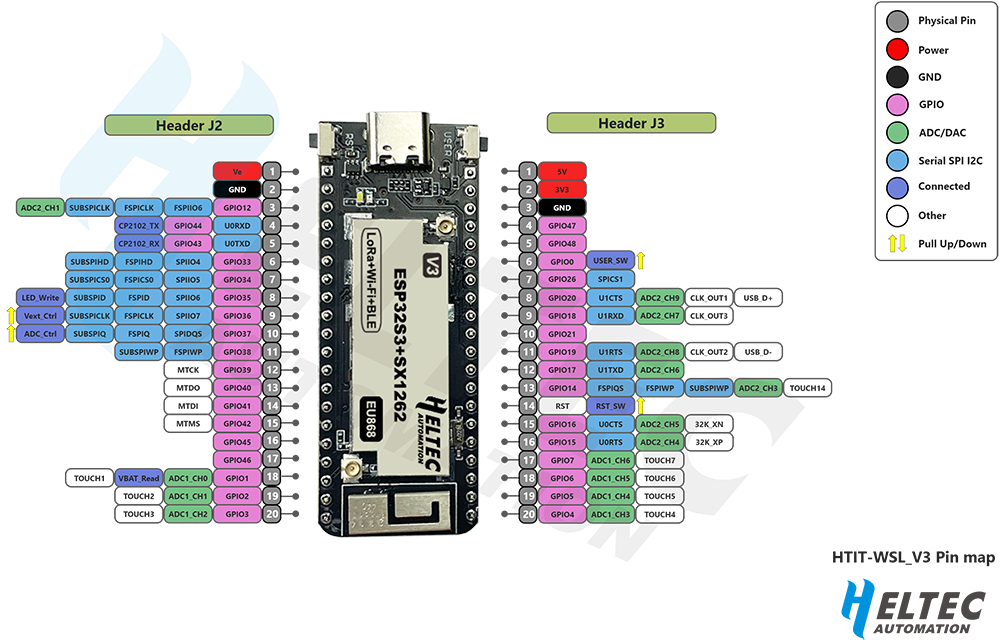 Physical Pin
Power
GND
GPIO
ADC/DAC
Serial SPI I2C
Connected
Other
Pull Up/Down
Header J2
Header J3
Ve 1
GND 2
ADC2_CH1 SUBSPICLK FSPICLK FSPIIO6 GPIO12 3
CP2102_TX GPIO44 U0RXD 4
CP2102_RX GPIO43 U0TXD 5
SUBSPIHD FSPIHD SPIIO4 GPIO33 6
SUBSPICS0 FSPICS0 SPIIO5 GPIO34 7
LED_Write SUBSPID FSPID SPIIO6 GPIO35 8
Vext_Ctrl SUBSPICLK FSPICLK SPIIO7 GPIO36 9
ADC_Ctrl SUBSPIQ FSPIQ SPIDQS GPIO37 10
SUBSPIWP FSPIWP GPIO38 11
MTCK GPIO39 12
MTDO GPIO40 13
MTDI GPIO41 14
MTMS GPIO42 15
GPIO45 16
GPIO46 17
TOUCH1 VBAT_Read ADC1_CH0 GPIO1 18
TOUCH2 ADC1_CH1 GPIO2 19
TOUCH3 ADC1_CH2 GPIO3 20
RST
USER
V3
LoRa+Wi-Fi+BLE
ESP32S3+SX1262
EU868
HELTEC
AUTOMATION
1 5V
2 3V3
3 GND
4 GPIO47
5 GPIO48
6 GPIO0 USER_SW
7 GPIO26 SPICS1
8 GPIO20 U1CTS ADC2_CH9 CLK_OUT1 USB_D+
9 GPIO18 U1RXD ADC2_CH7 CLK_OUT3
10 GPIO21
11 GPIO19 U1RTS ADC2_CH8 CLK_OUT2 USB_D-
12 GPIO17 U1TXD ADC2_CH6
13 GPIO14 FSPIQS FSPIWP SUBSPIWP ADC2_CH3 TOUCH14
14 RST RST_SW
15 GPIO16 U0CTS ADC2_CH5 32K_XN
16 GPIO15 U0RTS ADC2_CH4 32K_XP
17 GPIO7 ADC1_CH6 TOUCH7
18 GPIO6 ADC1_CH5 TOUCH6
19 GPIO5 ADC1_CH4 TOUCH5
20 GPIO4 ADC1_CH3 TOUCH4
HTIT-WSL_V3 Pin map
HELTEC
AUTOMATION